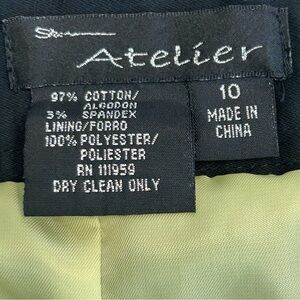 Atelier
97% COTTON/
ALGODON
3% SPANDEX
LINING/FORRO
100% POLYESTER/
POLIESTER
RN 111959
DRY CLEAN ONLY
10
MADE IN
CHINA